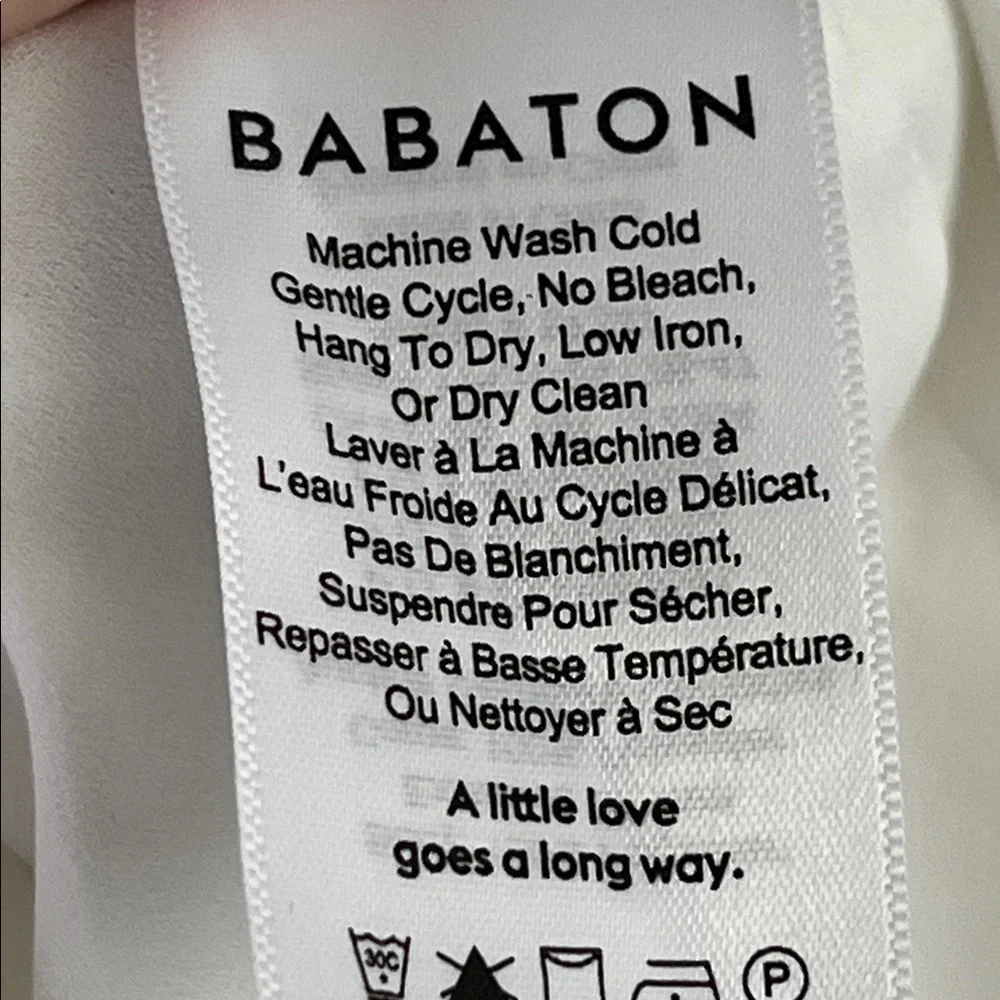 BABATON
Machine Wash Cold
Gentle Cycle, No Bleach,
Hang To Dry, Low Iron,
Or Dry Clean
Laver à La Machine à
L'eau Froide Au Cycle Délicat,
Pas De Blanchiment,
Suspendre Pour Sécher,
Repasser à Basse Température,
Ou Nettoyer à Sec
A little love
goes a long way.
30C
P